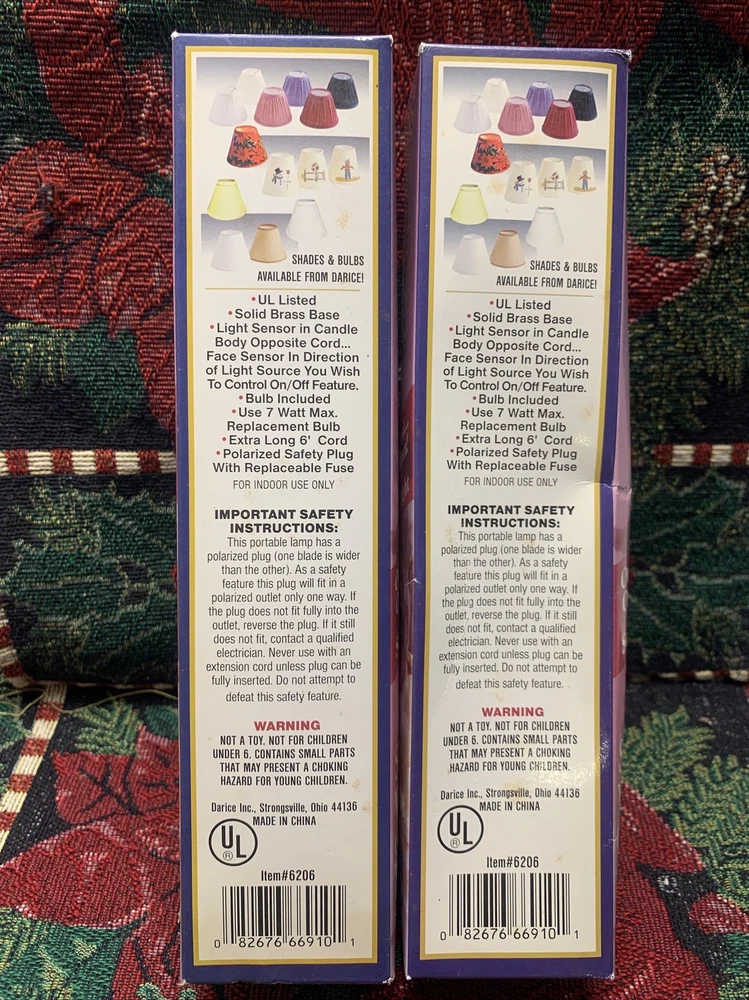 SHADES & BULBS
AVAILABLE FROM DARICE!
•UL Listed
•Solid Brass Base
•Light Sensor in Candle
Body Opposite Cord...
Face Sensor In Direction
of Light Source You Wish
To Control On/Off Feature.
•Bulb Included
•Use 7 Watt Max.
Replacement Bulb
•Extra Long 6' Cord
•Polarized Safety Plug
With Replaceable Fuse
FOR INDOOR USE ONLY
IMPORTANT SAFETY
INSTRUCTIONS:
This portable lamp has a
polarized plug (one blade is wider
than the other). As a safety
feature this plug will fit in a
polarized outlet only one way. If
the plug does not fit fully into the
outlet, reverse the plug. If it still
does not fit, contact a qualified
electrician. Never use with an
extension cord unless plug can be
fully inserted. Do not attempt to
defeat this safety feature.
WARNING
NOT A TOY. NOT FOR CHILDREN
UNDER 6. CONTAINS SMALL PARTS
THAT MAY PRESENT A CHOKING
HAZARD FOR YOUNG CHILDREN.
Darice Inc., Strongsville, Ohio 44136
MADE IN CHINA
UL
®
Item#6206
0 82676 66910 1
SHADES & BULBS
AVAILABLE FROM DARICE!
•UL Listed
•Solid Brass Base
•Light Sensor in Candle
Body Opposite Cord...
Face Sensor In Direction
of Light Source You Wish
To Control On/Off Feature.
•Bulb Included
•Use 7 Watt Max.
Replacement Bulb
•Extra Long 6' Cord
•Polarized Safety Plug
With Replaceable Fuse
FOR INDOOR USE ONLY
IMPORTANT SAFETY
INSTRUCTIONS:
This portable lamp has a
polarized plug (one blade is wider
than the other). As a safety
feature this plug will fit in a
polarized outlet only one way. If
the plug does not fit fully into the
outlet, reverse the plug. If it still
does not fit, contact a qualified
electrician. Never use with an
extension cord unless plug can be
fully inserted. Do not attempt to
defeat this safety feature.
WARNING
NOT A TOY. NOT FOR CHILDREN
UNDER 6. CONTAINS SMALL PARTS
THAT MAY PRESENT A CHOKING
HAZARD FOR YOUNG CHILDREN.
Darice Inc., Strongsville, Ohio 44136
MADE IN CHINA
UL
®
Item#6206
0 82676 66910 1